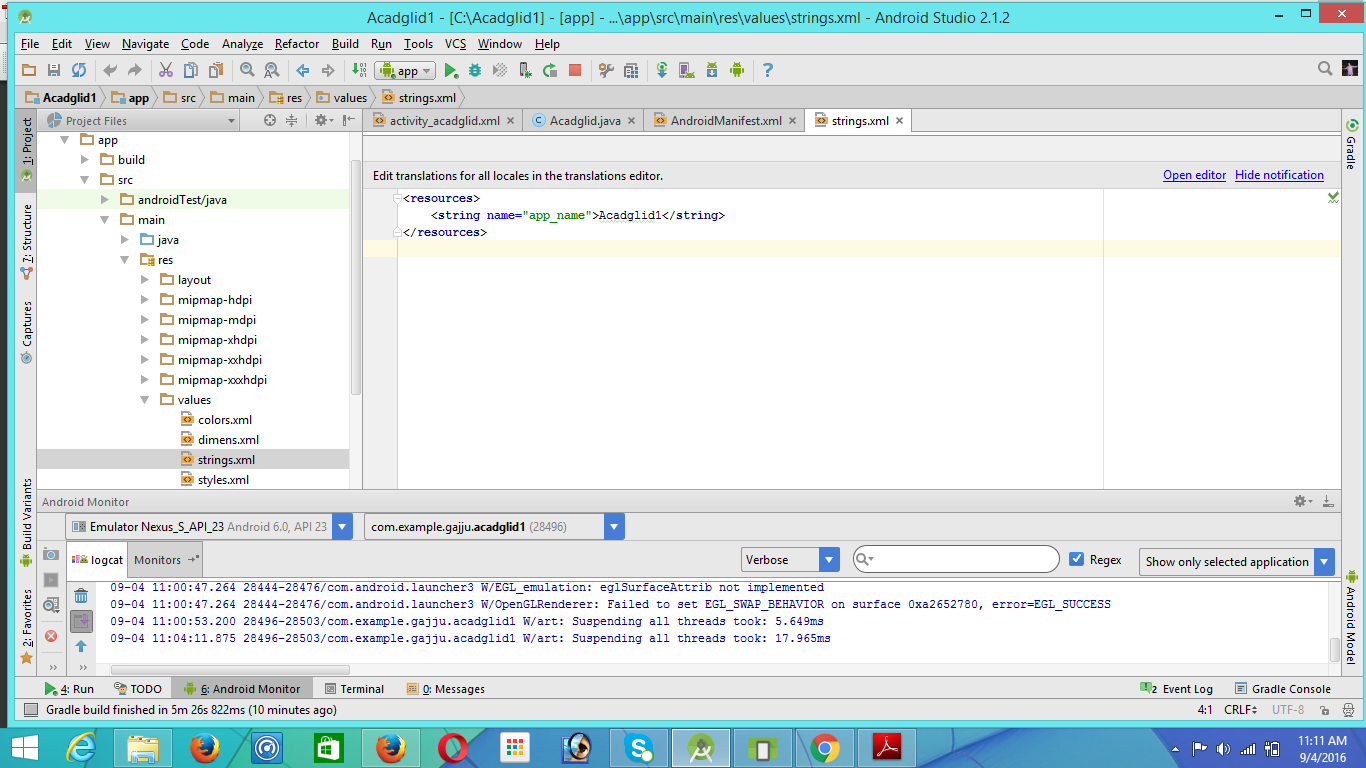 Acadglid1 - [C:\Acadglid1] - [app] - ...\app\src\main\res\values\strings.xml - Android Studio 2.1.2
File Edit View Navigate Code Analyze Refactor Build Run Tools VCS Window Help
app
Acadglid1 app src main res values strings.xml
1: Project
7: Structure
Captures
Build Variants
2: Favorites
Project Files
app
build
src
androidTest/java
main
java
res
layout
mipmap-hdpi
mipmap-mdpi
mipmap-xhdpi
mipmap-xxhdpi
mipmap-xxxhdpi
values
colors.xml
dimens.xml
strings.xml
styles.xml
activity_acadglid.xml Acadglid.java AndroidManifest.xml strings.xml
Edit translations for all locales in the translations editor. Open editor Hide notification
<resources>
<string name="app_name">Acadglid1</string>
</resources>
Gradle
Android Model
Android Monitor
Emulator Nexus_S_API_23 Android 6.0, API 23 com.example.gajju.acadglid1 (28496)
logcat Monitors Verbose Regex Show only selected application
09-04 11:00:47.264 28444-28476/com.android.launcher3 W/EGL_emulation: eglSurfaceAttrib not implemented
09-04 11:00:47.264 28444-28476/com.android.launcher3 W/OpenGLRenderer: Failed to set EGL_SWAP_BEHAVIOR on surface 0xa2652780, error=EGL_SUCCESS
09-04 11:00:53.200 28496-28503/com.example.gajju.acadglid1 W/art: Suspending all threads took: 5.649ms
09-04 11:04:11.875 28496-28503/com.example.gajju.acadglid1 W/art: Suspending all threads took: 17.965ms
4: Run TODO 6: Android Monitor Terminal 0: Messages 2 Event Log Gradle Console
Gradle build finished in 5m 26s 822ms (10 minutes ago) 4:1 CRLF UTF-8
11:11 AM
9/4/2016